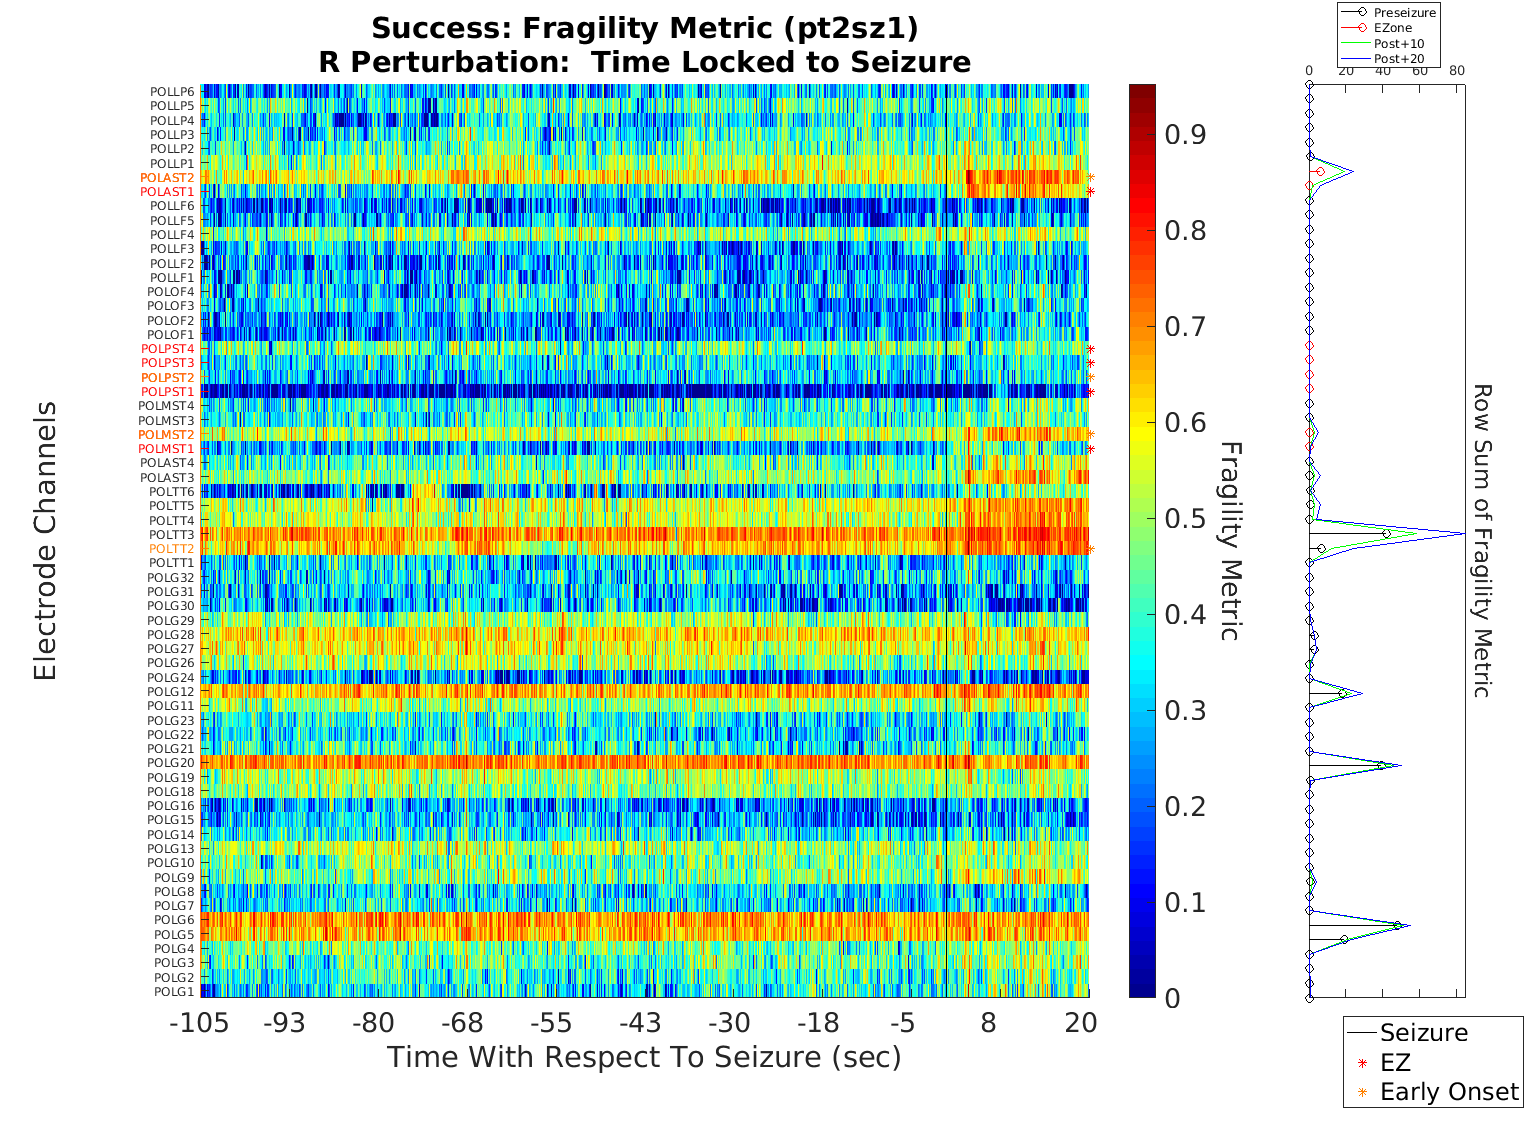 Success: Fragility Metric (pt2sz1)
R Perturbation:  Time Locked to Seizure
Preseizure
EZone
Post+10
Post+20
0 20 40 60 80
Electrode Channels
POLLP6
POLLP5
POLLP4
POLLP3
POLLP2
POLLP1
POLAST2
POLAST1
POLLF6
POLLF5
POLLF4
POLLF3
POLLF2
POLLF1
POLOF4
POLOF3
POLOF2
POLOF1
POLPST4
POLPST3
POLPST2
POLPST1
POLMST4
POLMST3
POLMST2
POLMST1
POLAST4
POLAST3
POLTT6
POLTT5
POLTT4
POLTT3
POLTT2
POLTT1
POLG32
POLG31
POLG30
POLG29
POLG28
POLG27
POLG26
POLG24
POLG12
POLG11
POLG23
POLG22
POLG21
POLG20
POLG19
POLG18
POLG16
POLG15
POLG14
POLG13
POLG10
POLG9
POLG8
POLG7
POLG6
POLG5
POLG4
POLG3
POLG2
POLG1
-105 -93 -80 -68 -55 -43 -30 -18 -5 8 20
Time With Respect To Seizure (sec)
0.9
0.8
0.7
0.6
0.5
0.4
0.3
0.2
0.1
0
Fragility Metric
Row Sum of Fragility Metric
Seizure
EZ
Early Onset